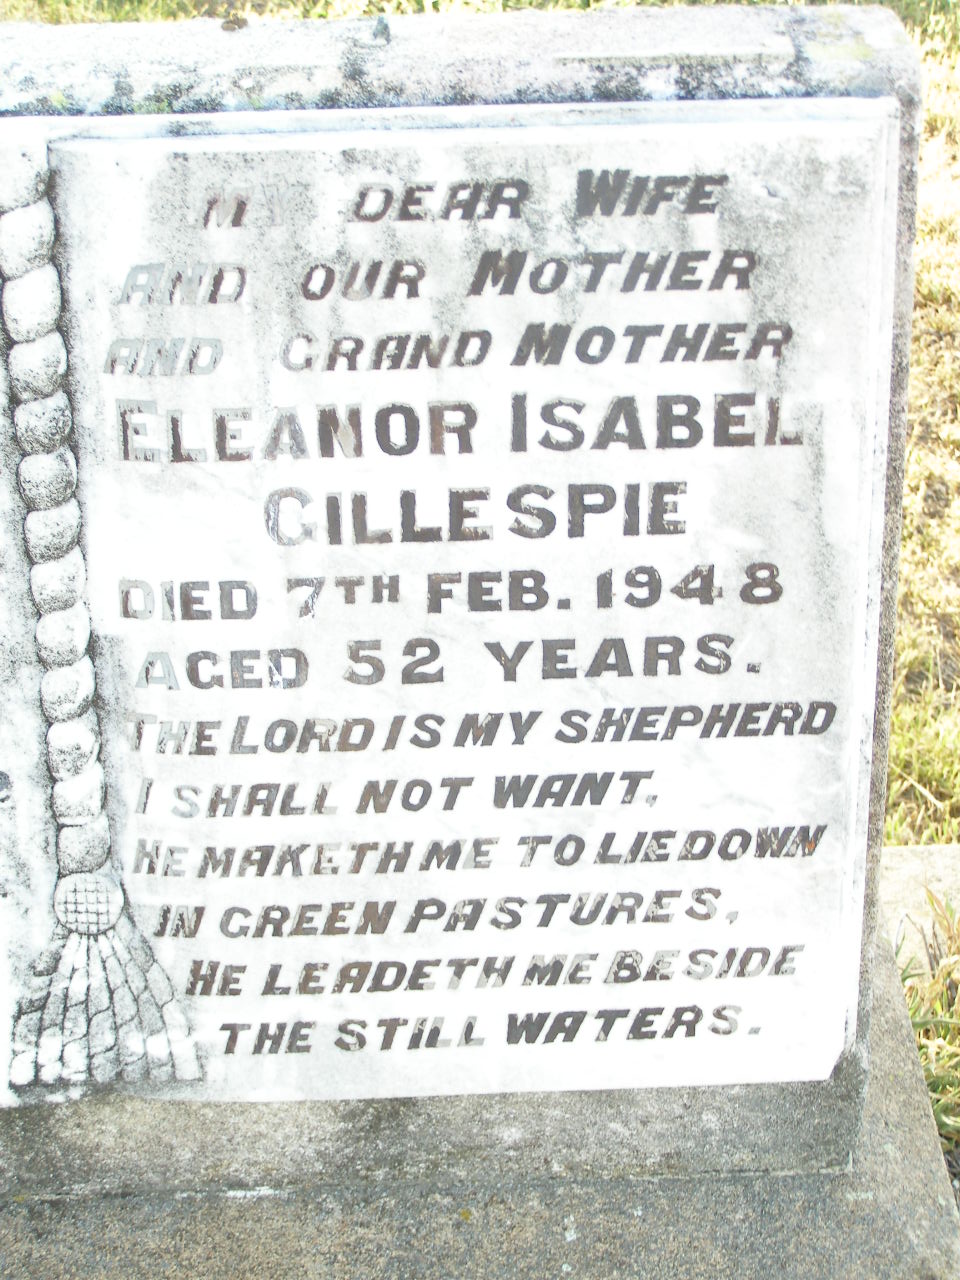 MY DEAR WIFE
AND OUR MOTHER
AND GRAND MOTHER
ELEANOR ISABEL
GILLESPIE
DIED 7TH FEB. 1948
AGED 52 YEARS.
THE LORD IS MY SHEPHERD
I SHALL NOT WANT,
HE MAKETH ME TO LIE DOWN
IN GREEN PASTURES,
HE LEADETH ME BESIDE
THE STILL WATERS.